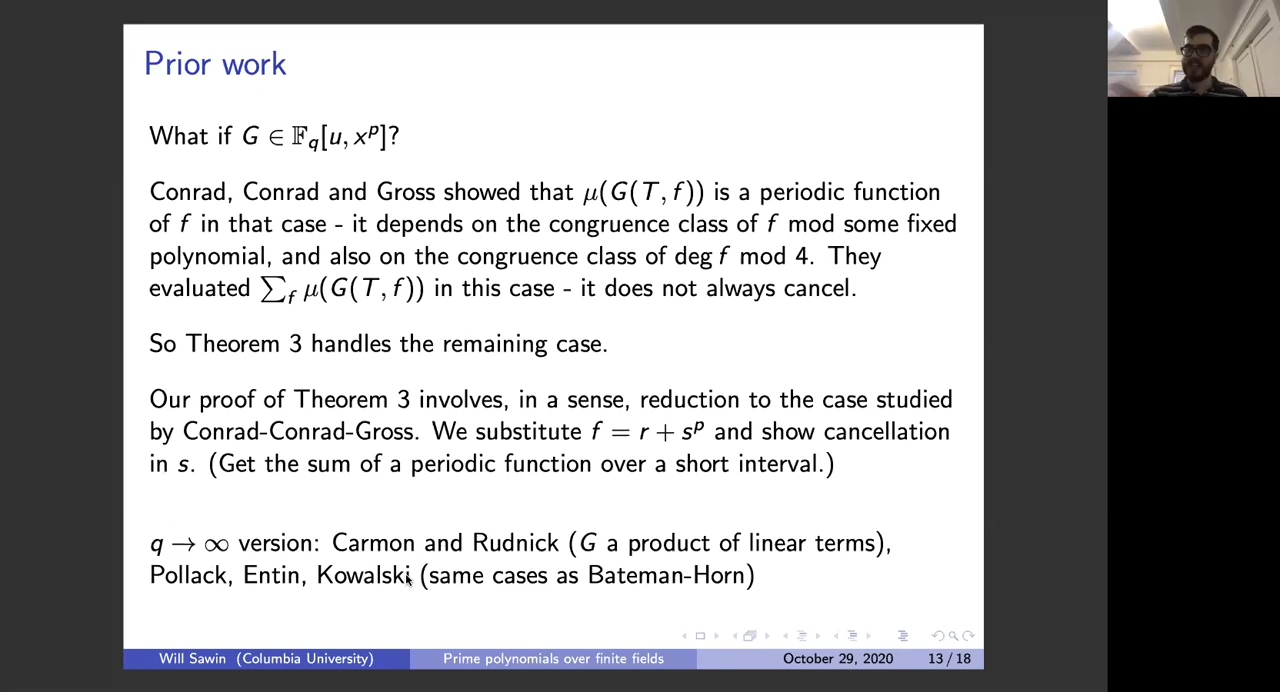 Prior work
What if G ∈ 𝔽_q[u, x^p]?
Conrad, Conrad and Gross showed that μ(G(T, f)) is a periodic function
of f in that case - it depends on the congruence class of f mod some fixed
polynomial, and also on the congruence class of deg f mod 4. They
evaluated ∑_f μ(G(T, f)) in this case - it does not always cancel.
So Theorem 3 handles the remaining case.
Our proof of Theorem 3 involves, in a sense, reduction to the case studied
by Conrad-Conrad-Gross. We substitute f = r + s^p and show cancellation
in s. (Get the sum of a periodic function over a short interval.)
q → ∞ version: Carmon and Rudnick (G a product of linear terms),
Pollack, Entin, Kowalski (same cases as Bateman-Horn)
Will Sawin (Columbia University) Prime polynomials over finite fields October 29, 2020 13 / 18